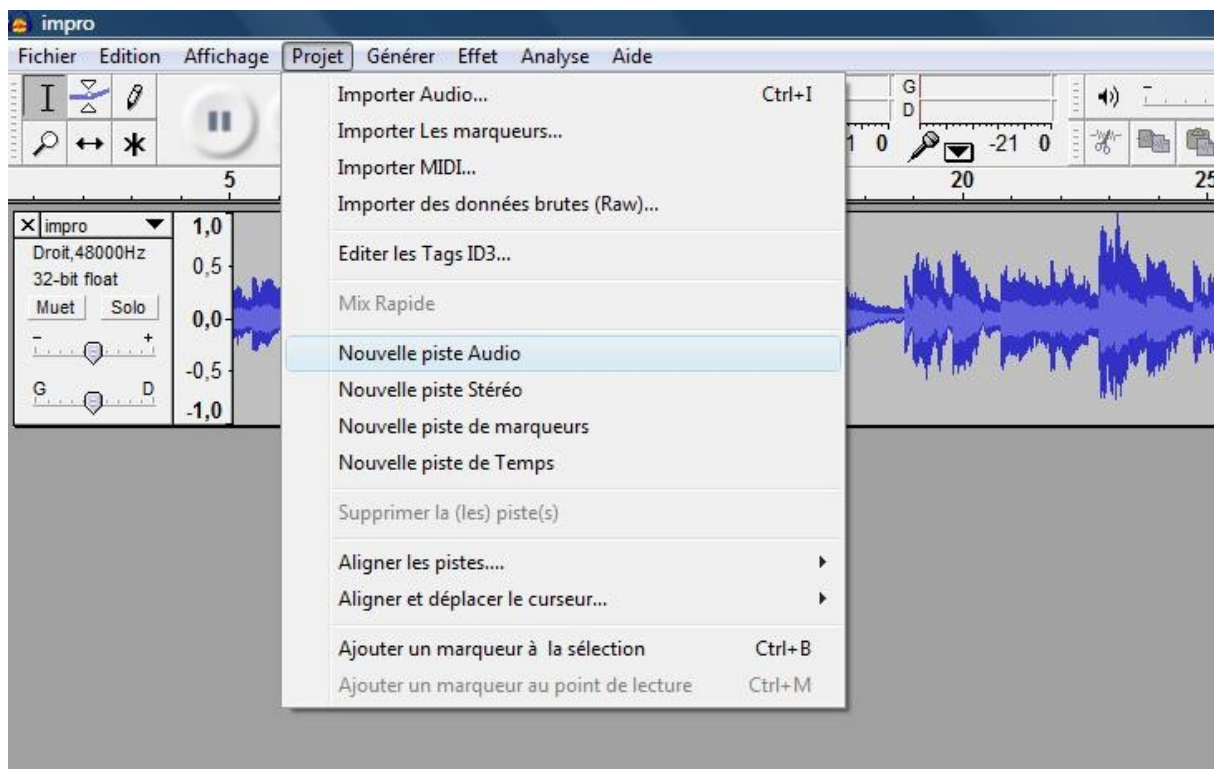 impro
Fichier Edition Affichage Projet Générer Effet Analyse Aide
Importer Audio... Ctrl+I
Importer Les marqueurs...
Importer MIDI...
Importer des données brutes (Raw)...
Editer les Tags ID3...
Mix Rapide
Nouvelle piste Audio
Nouvelle piste Stéréo
Nouvelle piste de marqueurs
Nouvelle piste de Temps
Supprimer la (les) piste(s)
Aligner les pistes....
Aligner et déplacer le curseur...
Ajouter un marqueur à la sélection Ctrl+B
Ajouter un marqueur au point de lecture Ctrl+M
G
D
0 -21 0
5 20 25
impro
Droit,48000Hz
32-bit float
Muet Solo
- +
G D
1,0
0,5
0,0
-0,5
-1,0